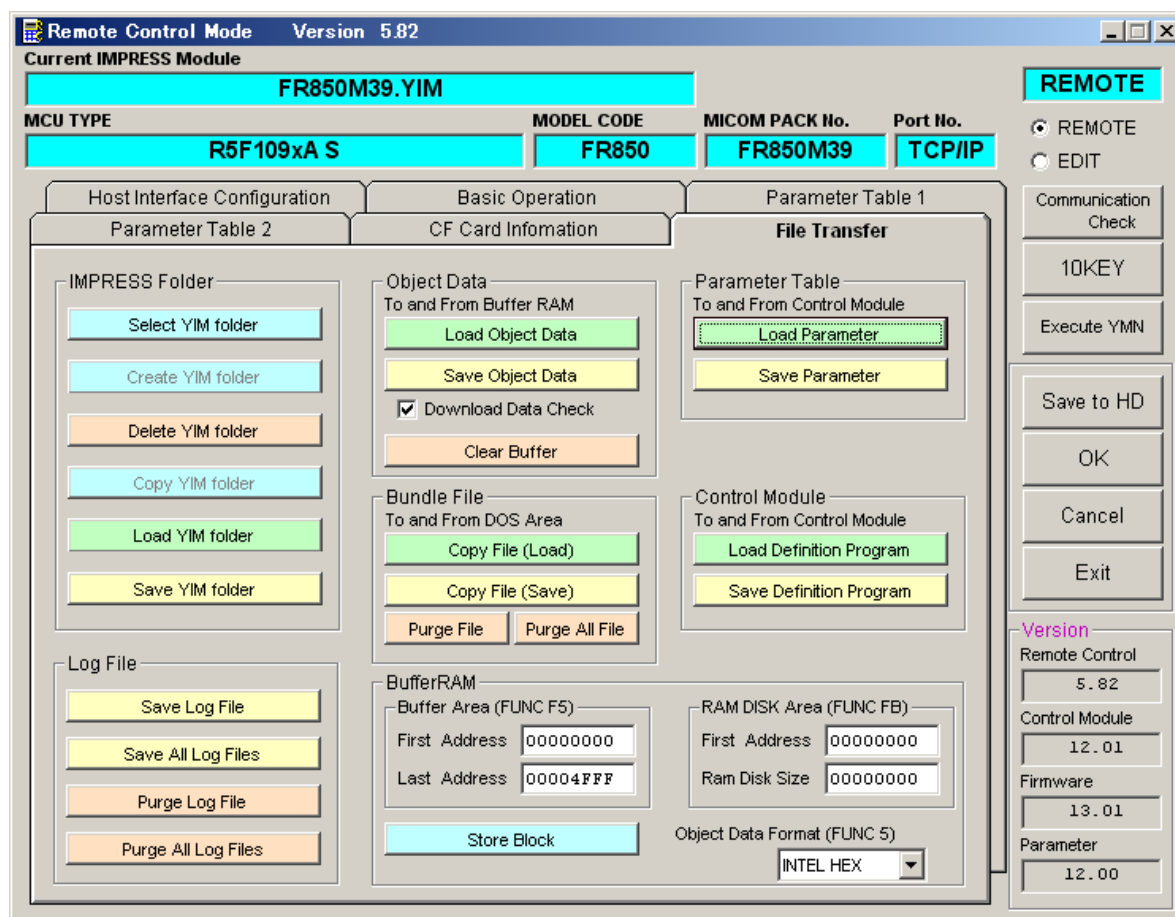 Remote Control Mode Version 5.82
Current IMPRESS Module
FR850M39.YIM
REMOTE
MCU TYPE MODEL CODE MICOM PACK No. Port No.
R5F109xA S FR850 FR850M39 TCP/IP
REMOTE
EDIT
Host Interface Configuration Basic Operation Parameter Table 1
Parameter Table 2 CF Card Infomation File Transfer
IMPRESS Folder
Select YIM folder
Create YIM folder
Delete YIM folder
Copy YIM folder
Load YIM folder
Save YIM folder
Log File
Save Log File
Save All Log Files
Purge Log File
Purge All Log Files
Object Data
To and From Buffer RAM
Load Object Data
Save Object Data
Download Data Check
Clear Buffer
Bundle File
To and From DOS Area
Copy File (Load)
Copy File (Save)
Purge File Purge All File
Parameter Table
To and From Control Module
Load Parameter
Save Parameter
Control Module
To and From Control Module
Load Definition Program
Save Definition Program
BufferRAM
Buffer Area (FUNC F5)
First Address 00000000
Last Address 00004FFF
Store Block
RAM DISK Area (FUNC FB)
First Address 00000000
Ram Disk Size 00000000
Object Data Format (FUNC 5)
INTEL HEX
Communication
Check
10KEY
Execute YMN
Save to HD
OK
Cancel
Exit
Version
Remote Control
5.82
Control Module
12.01
Firmware
13.01
Parameter
12.00